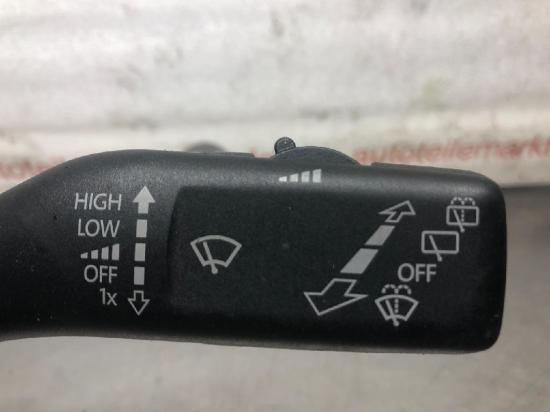 HIGH
LOW
OFF
1x
OFF
autoteilemarkt